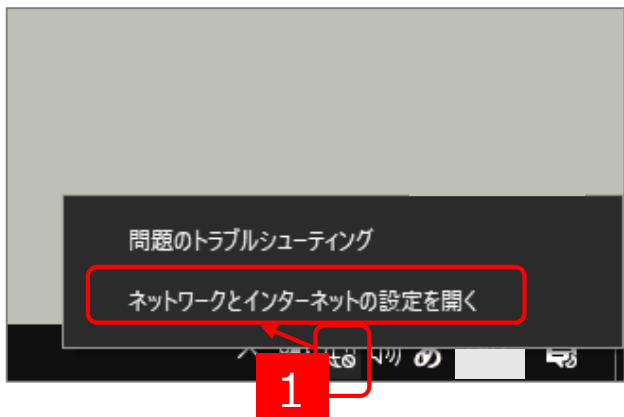 問題のトラブルシューティング
ネットワークとインターネットの設定を開く
あ
1